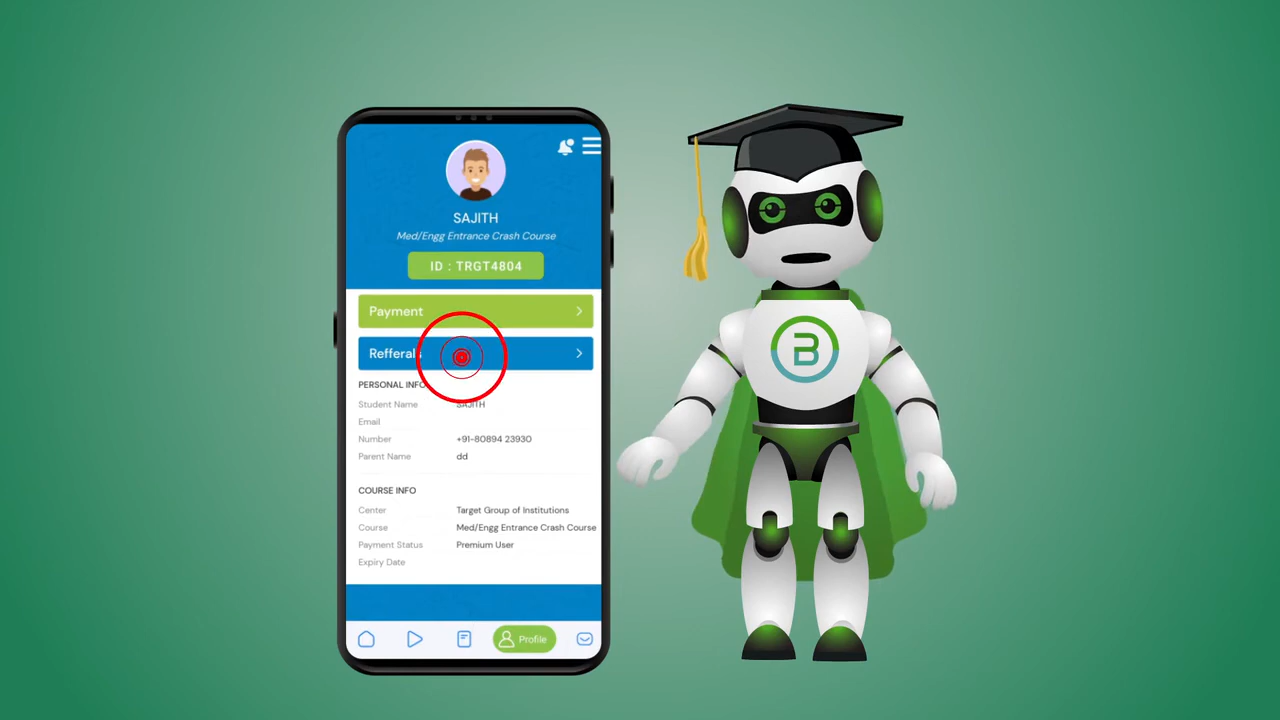 SAJITH
Med/Engg Entrance Crash Course
ID : TRGT4804
Payment
Refferals
PERSONAL INFO
Student Name SAJITH
Email
Number +91-80894 23930
Parent Name dd
COURSE INFO
Center Target Group of Institutions
Course Med/Engg Entrance Crash Course
Payment Status Premium User
Expiry Date
Profile
B